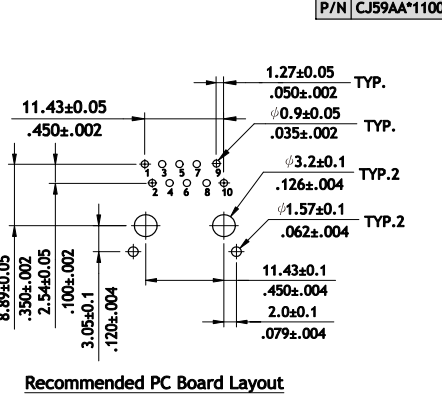 P/N CJ59AA*1100
1.27±0.05 TYP.
.050±.002
11.43±0.05
.450±.002
ϕ0.9±0.05
.035±.002 TYP.
ϕ3.2±0.1
.126±.004 TYP.2
ϕ1.57±0.1
.062±.004 TYP.2
1 3 5 7 9
2 4 6 8 10
8.89±0.05
.350±.002
2.54±0.05
.100±.002
3.05±0.1
.120±.004
11.43±0.1
.450±.004
2.0±0.1
.079±.004
Recommended PC Board Layout